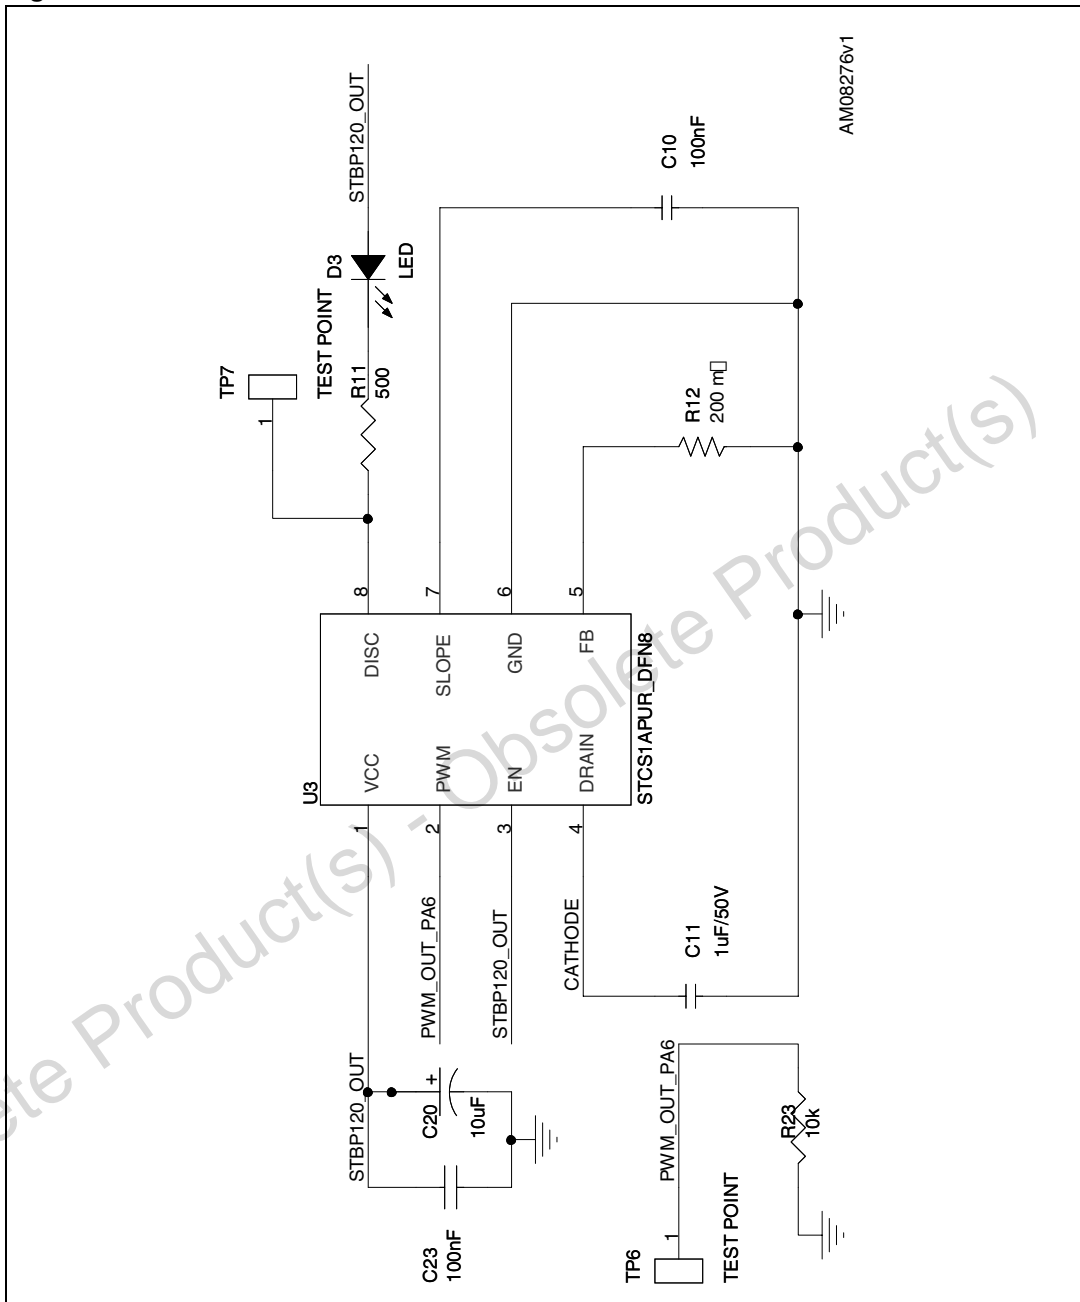 AM08276v1
STBP120_OUT
C10
100nF
D3
LED
TP7
TEST POINT
1
R11
500
R12
200 m□
8
7
6
5
DISC
SLOPE
GND
FB
U3
STCS1APUR_DFN8
VCC
PWM
EN
DRAIN
1
2
3
4
PWM_OUT_PA6
STBP120_OUT
CATHODE
C11
1uF/50V
STBP120_OUT
C20
+
10uF
C23
100nF
PWM_OUT_PA6
R23
10k
1
TP6
TEST POINT
ete Product(s) - Obsolete Product(s)